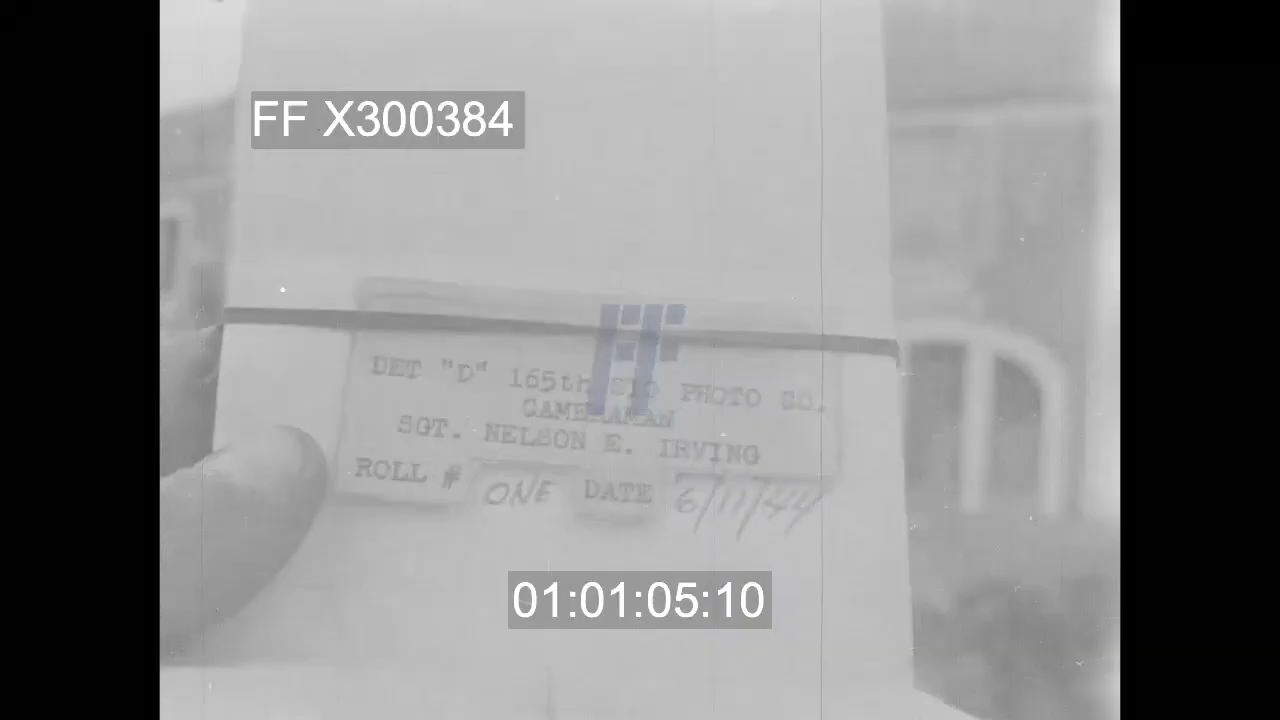 FF X300384
DET "D" 165th SIG PHOTO CO.
CAMERAMAN
SGT. NELSON E. IRVING
ROLL # ONE DATE 6/11/44
01:01:05:10